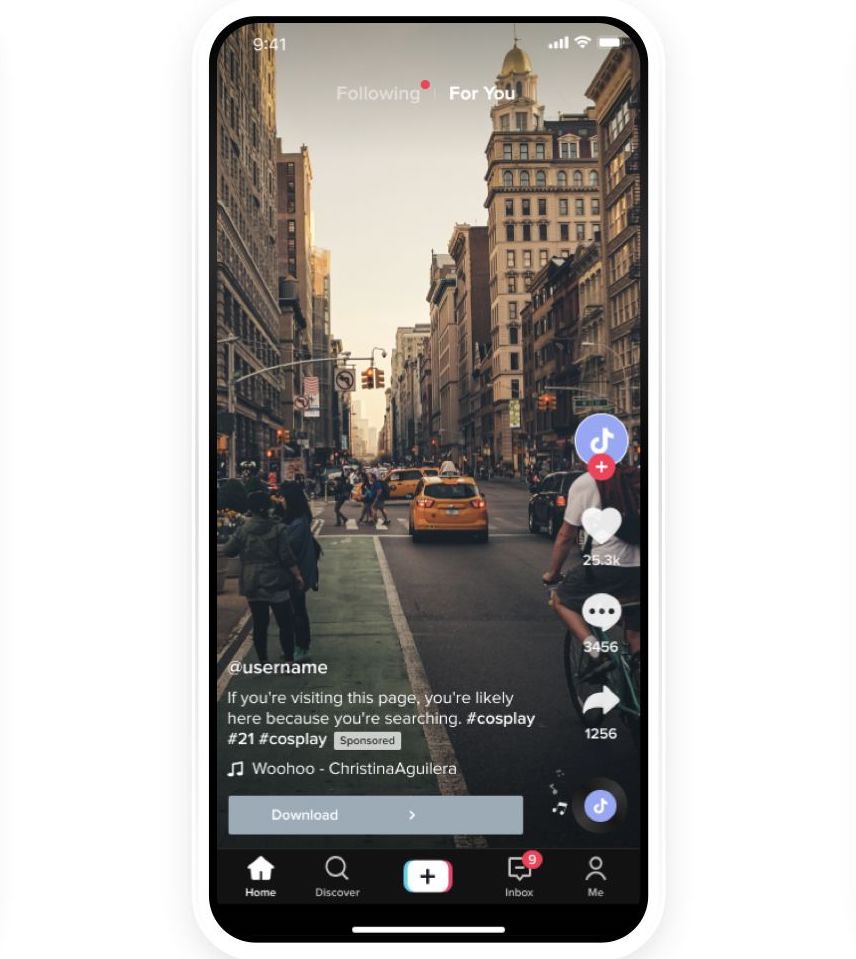 9:41
Following For You
25.3k
3456
@username
If you're visiting this page, you're likely
here because you're searching. #cosplay
#21 #cosplay Sponsored
1256
Woohoo - ChristinaAguilera
Download
9
Home Discover Inbox Me